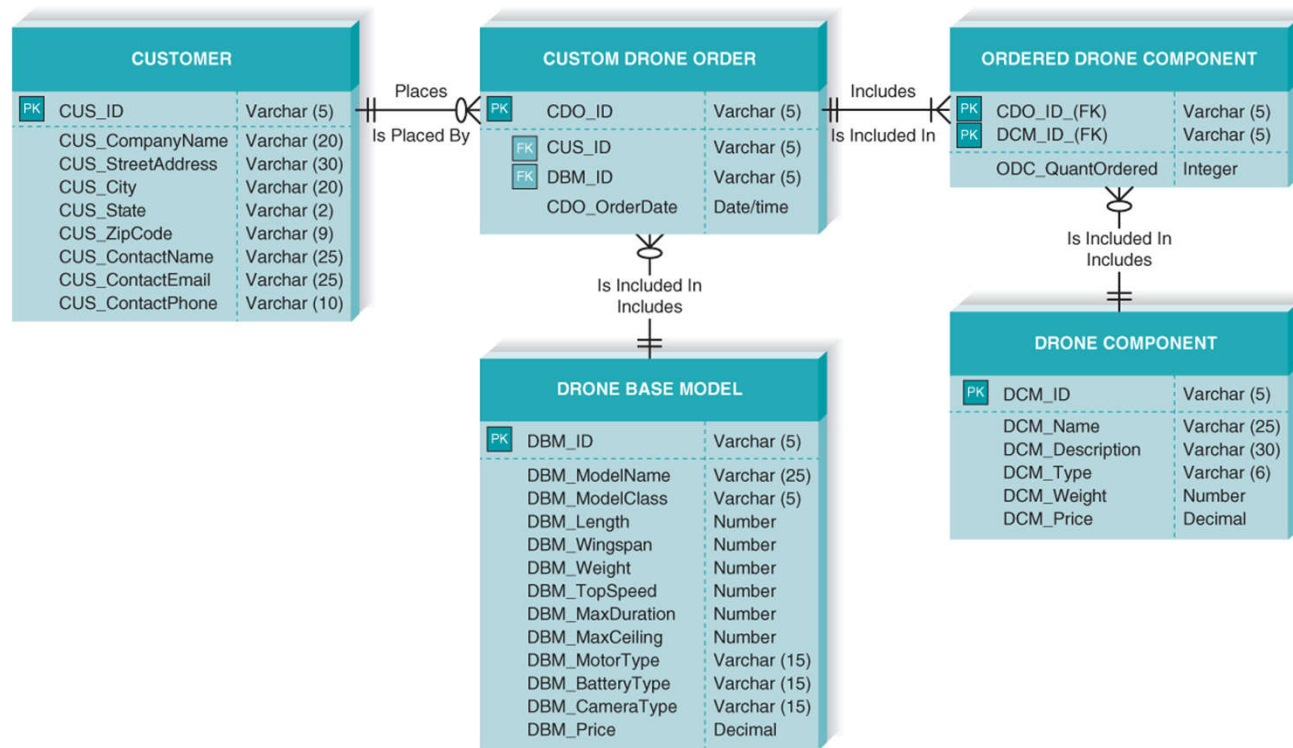 CUSTOMER
PK CUS_ID Varchar (5)
CUS_CompanyName Varchar (20)
CUS_StreetAddress Varchar (30)
CUS_City Varchar (20)
CUS_State Varchar (2)
CUS_ZipCode Varchar (9)
CUS_ContactName Varchar (25)
CUS_ContactEmail Varchar (25)
CUS_ContactPhone Varchar (10)
Places
Is Placed By
CUSTOM DRONE ORDER
PK CDO_ID Varchar (5)
FK CUS_ID Varchar (5)
FK DBM_ID Varchar (5)
CDO_OrderDate Date/time
Includes
Is Included In
ORDERED DRONE COMPONENT
PK CDO_ID_(FK) Varchar (5)
PK DCM_ID_(FK) Varchar (5)
ODC_QuantOrdered Integer
Is Included In
Includes
DRONE BASE MODEL
PK DBM_ID Varchar (5)
DBM_ModelName Varchar (25)
DBM_ModelClass Varchar (5)
DBM_Length Number
DBM_Wingspan Number
DBM_Weight Number
DBM_TopSpeed Number
DBM_MaxDuration Number
DBM_MaxCeiling Number
DBM_MotorType Varchar (15)
DBM_BatteryType Varchar (15)
DBM_CameraType Varchar (15)
DBM_Price Decimal
Is Included In
Includes
DRONE COMPONENT
PK DCM_ID Varchar (5)
DCM_Name Varchar (25)
DCM_Description Varchar (30)
DCM_Type Varchar (6)
DCM_Weight Number
DCM_Price Decimal